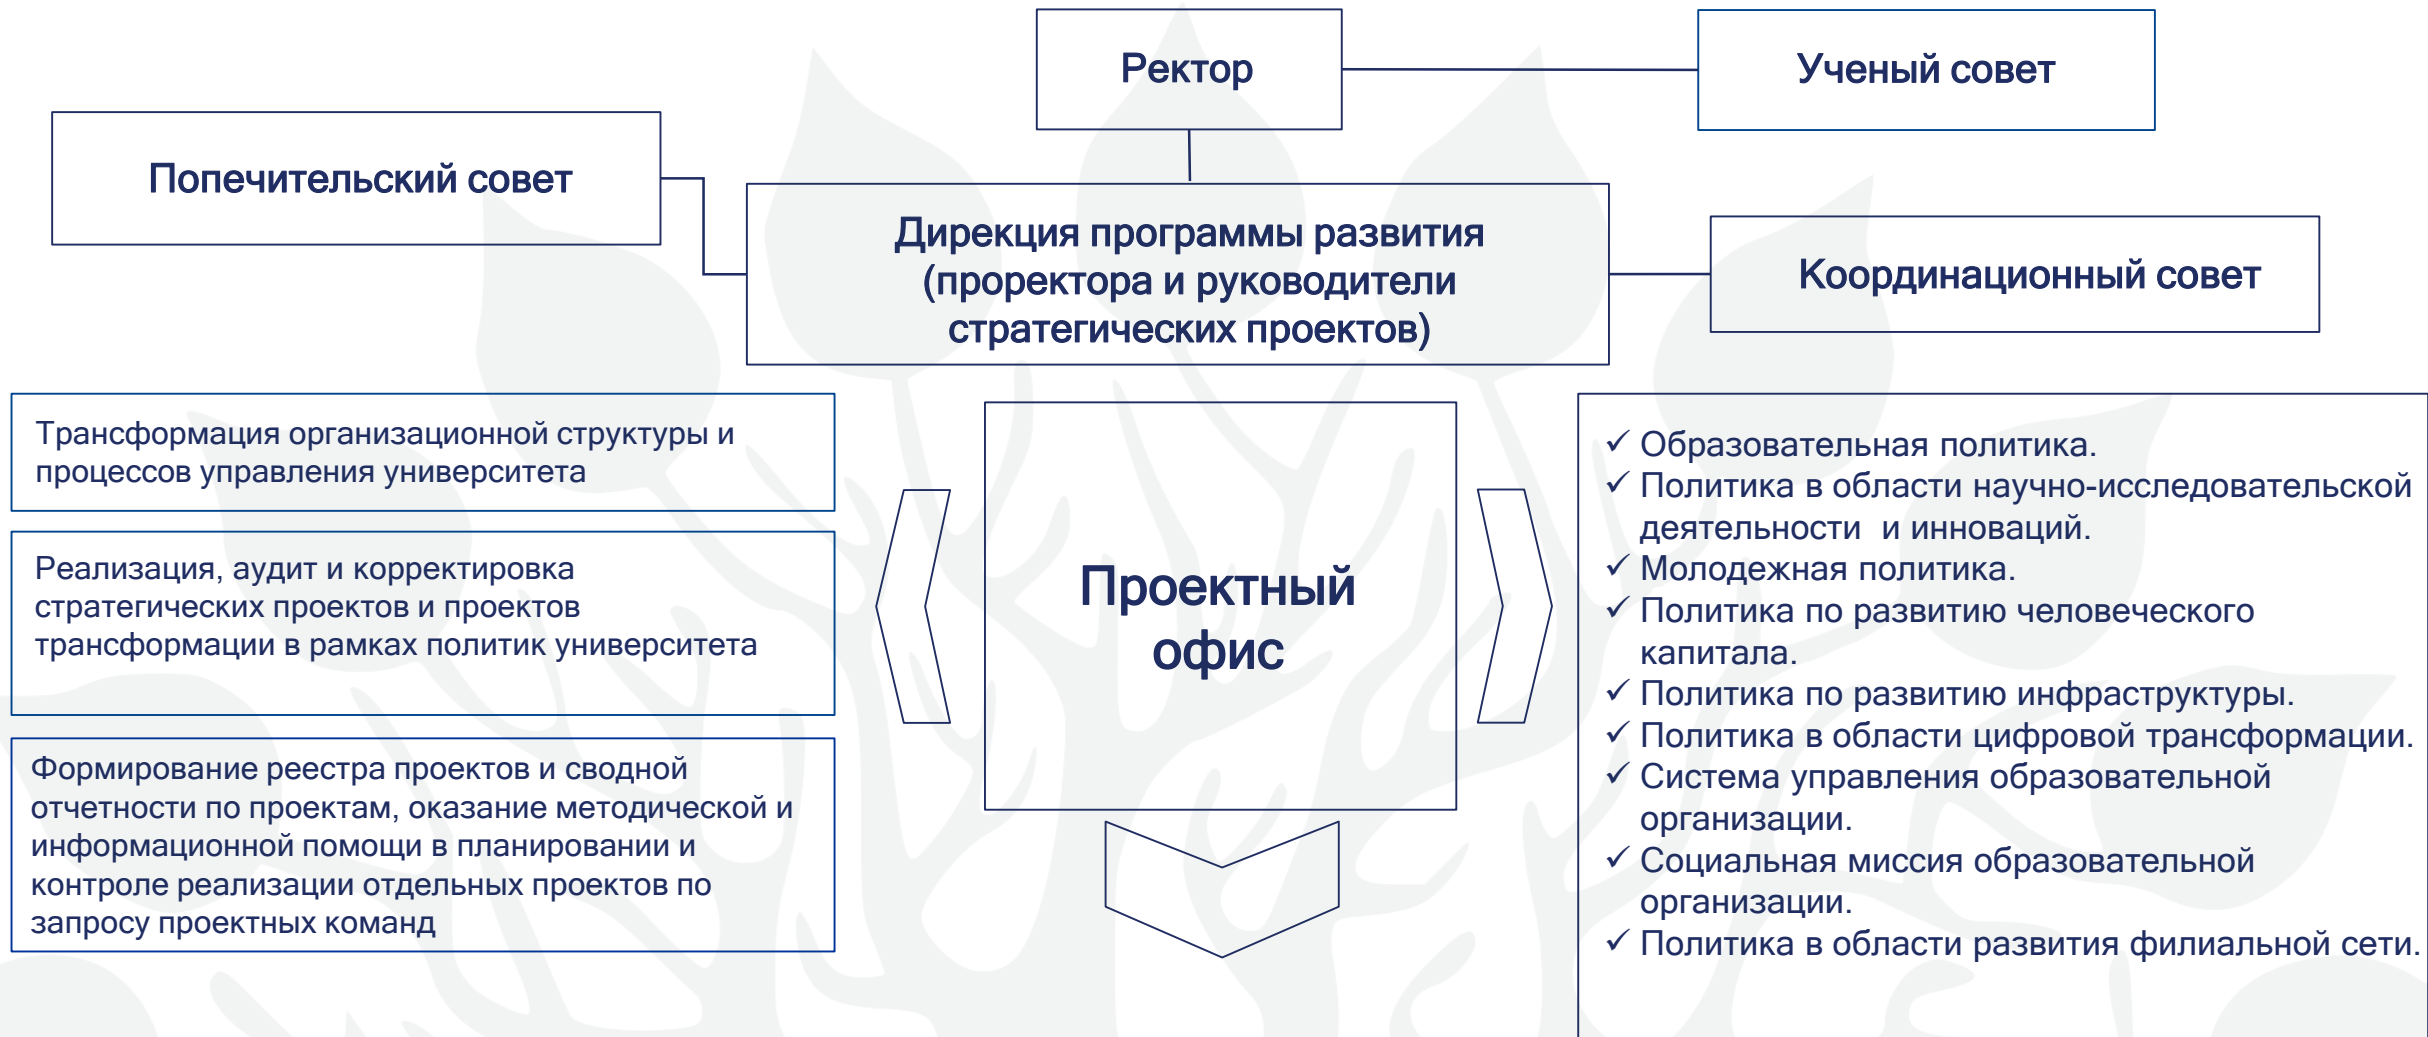 Ректор
Ученый совет
Попечительский совет
Дирекция программы развития
(проректора и руководители
стратегических проектов)
Координационный совет
Трансформация организационной структуры и
процессов управления университета
Реализация, аудит и корректировка
стратегических проектов и проектов
трансформации в рамках политик университета
Формирование реестра проектов и сводной
отчетности по проектам, оказание методической и
информационной помощи в планировании и
контроле реализации отдельных проектов по
запросу проектных команд
Проектный
офис
✓ Образовательная политика.
✓ Политика в области научно-исследовательской
деятельности и инноваций.
✓ Молодежная политика.
✓ Политика по развитию человеческого
капитала.
✓ Политика по развитию инфраструктуры.
✓ Политика в области цифровой трансформации.
✓ Система управления образовательной
организации.
✓ Социальная миссия образовательной
организации.
✓ Политика в области развития филиальной сети.